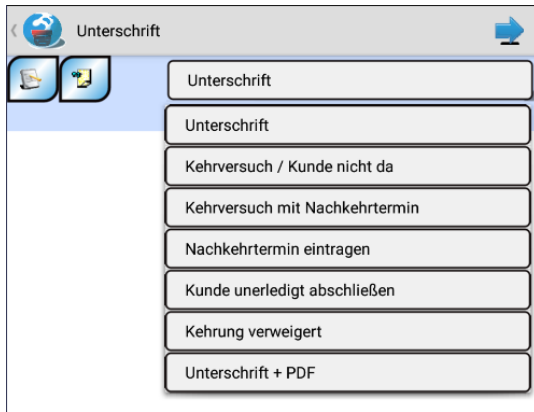 Unterschrift
Unterschrift
Unterschrift
Kehrversuch / Kunde nicht da
Kehrversuch mit Nachkehrtermin
Nachkehrtermin eintragen
Kunde unerledigt abschließen
Kehrung verweigert
Unterschrift + PDF